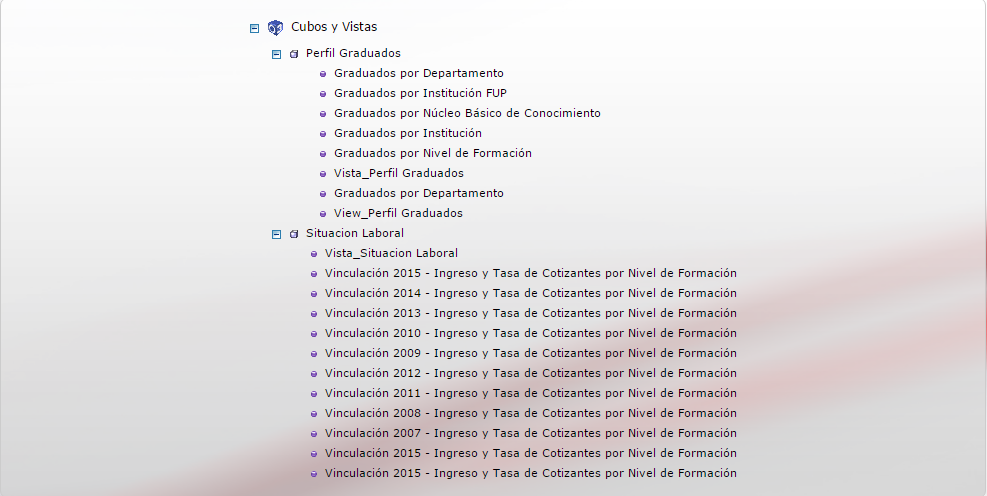 Cubos y Vistas
Perfil Graduados
Graduados por Departamento
Graduados por Institución FUP
Graduados por Núcleo Básico de Conocimiento
Graduados por Institución
Graduados por Nivel de Formación
Vista_Perfil Graduados
Graduados por Departamento
View_Perfil Graduados
Situacion Laboral
Vista_Situacion Laboral
Vinculación 2015 - Ingreso y Tasa de Cotizantes por Nivel de Formación
Vinculación 2014 - Ingreso y Tasa de Cotizantes por Nivel de Formación
Vinculación 2013 - Ingreso y Tasa de Cotizantes por Nivel de Formación
Vinculación 2010 - Ingreso y Tasa de Cotizantes por Nivel de Formación
Vinculación 2009 - Ingreso y Tasa de Cotizantes por Nivel de Formación
Vinculación 2012 - Ingreso y Tasa de Cotizantes por Nivel de Formación
Vinculación 2011 - Ingreso y Tasa de Cotizantes por Nivel de Formación
Vinculación 2008 - Ingreso y Tasa de Cotizantes por Nivel de Formación
Vinculación 2007 - Ingreso y Tasa de Cotizantes por Nivel de Formación
Vinculación 2015 - Ingreso y Tasa de Cotizantes por Nivel de Formación
Vinculación 2015 - Ingreso y Tasa de Cotizantes por Nivel de Formación